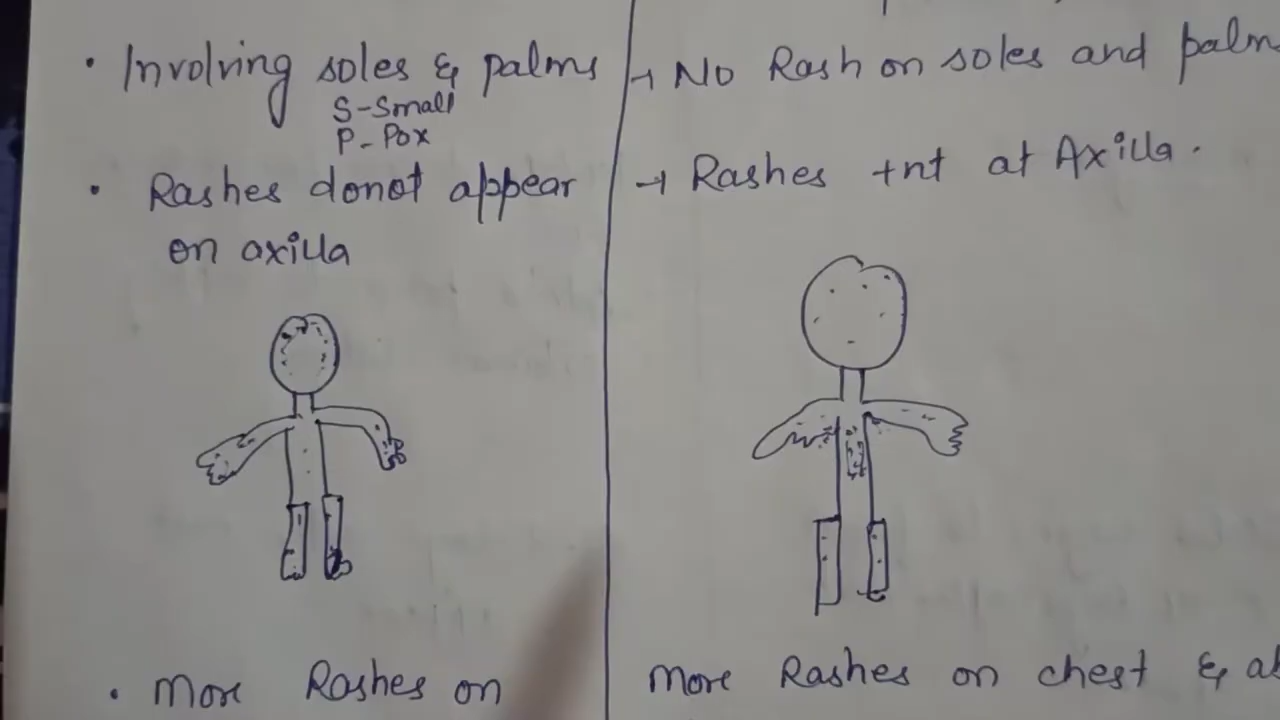 • Involving soles & palms
S-Small
P-Pox
• Rashes donot appear
on axilla
• More Rashes on
→ No Rash on soles and palm
→ Rashes +nt at Axilla.
More Rashes on chest &